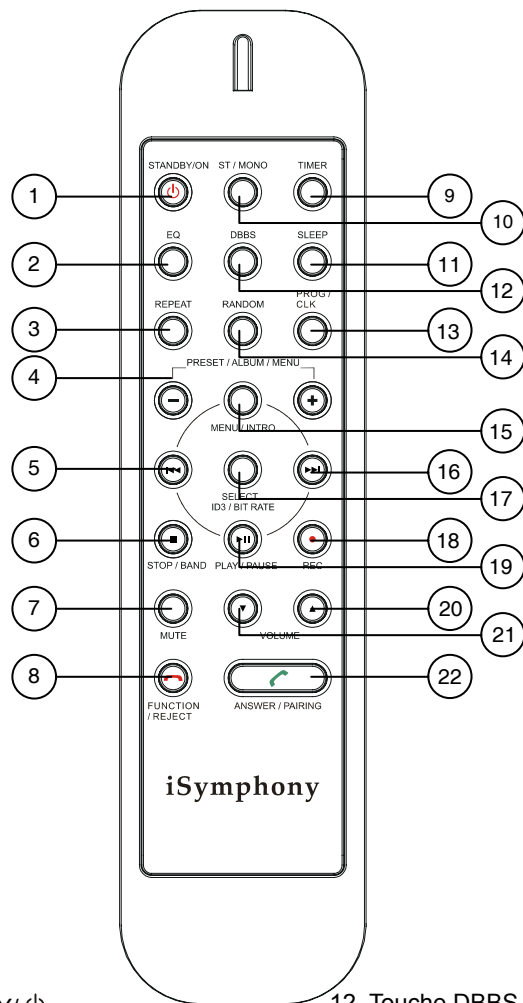 STANDBY/ON ST / MONO TIMER
1 9
10
EQ DBBS SLEEP
2 11
12
REPEAT RANDOM PROG /
CLK
3 13
14
4 PRESET / ALBUM / MENU
− +
MENU / INTRO
15
5 16
SELECT
ID3 / BIT RATE
17
6 18
STOP / BAND PLAY / PAUSE REC
19
7 20
MUTE VOLUME
21
8 22
FUNCTION
/ REJECT
ANSWER / PAIRING
iSymphony
12. Touche DBBS